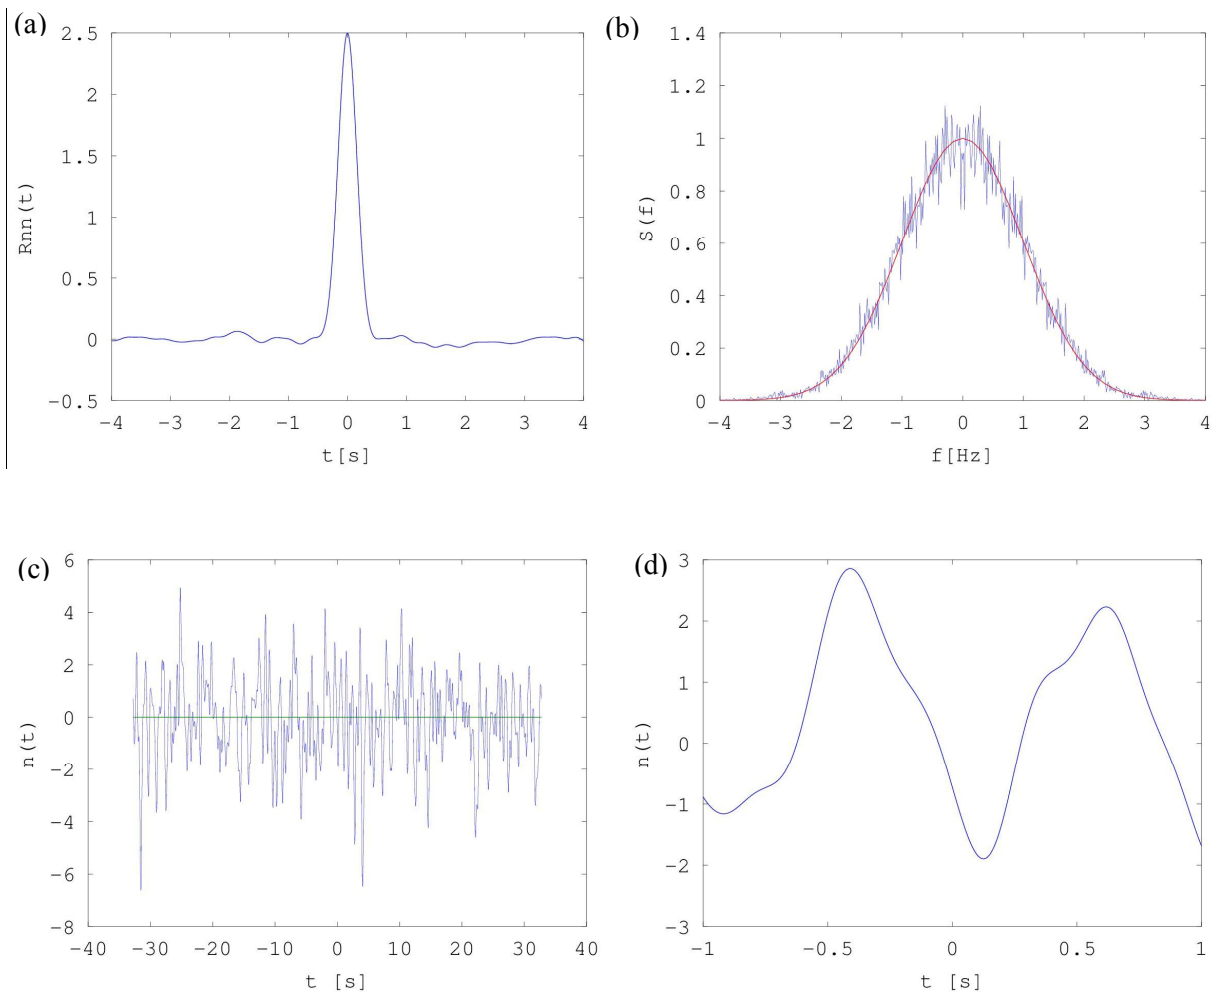 (a)
2.5
2
1.5
1
0.5
0
−0.5
Rnn(t)
−4 −3 −2 −1 0 1 2 3 4
t[s]
(b)
1.4
1.2
1
0.8
0.6
0.4
0.2
0
S(f)
−4 −3 −2 −1 0 1 2 3 4
f[Hz]
(c)
6
4
2
0
−2
−4
−6
−8
n(t)
−40 −30 −20 −10 0 10 20 30 40
t [s]
(d)
3
2
1
0
−1
−2
−3
n(t)
−1 −0.5 0 0.5 1
t [s]